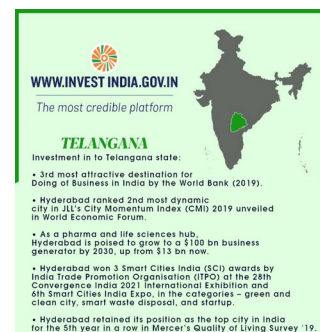 WWW.INVEST INDIA.GOV.IN
The most credible platform
TELANGANA
Investment in to Telangana state:
• 3rd most attractive destination for
Doing of Business in India by the World Bank (2019).
• Hyderabad ranked 2nd most dynamic
city in JLL's City Momentum Index (CMI) 2019 unveiled
in World Economic Forum.
• As a pharma and life sciences hub,
Hyderabad is poised to grow to a $100 bn business
generator by 2030, up from $13 bn now.
• Hyderabad won 3 Smart Cities India (SCI) awards by
India Trade Promotion Organisation (ITPO) at the 28th
Convergence India 2021 International Exhibition and
6th Smart Cities India Expo, in the categories – green and
clean city, smart waste disposal, and startup.
• Hyderabad retained its position as the top city in India
for the 5th year in a row in Mercer's Quality of Living Survey '19.